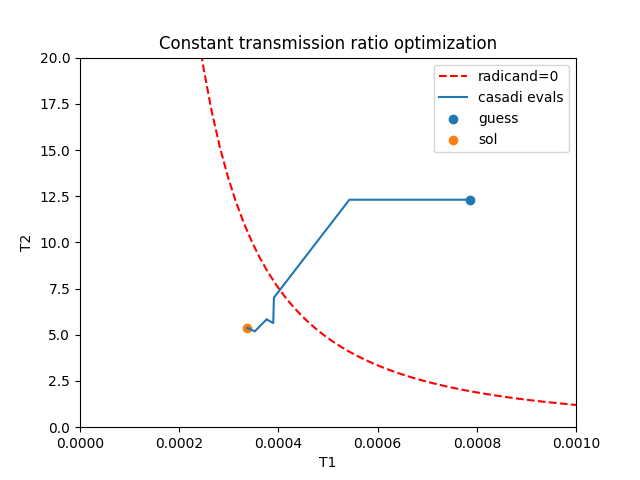 Constant transmission ratio optimization
radicand=0
casadi evals
guess
sol
T2
20.0
17.5
15.0
12.5
10.0
7.5
5.0
2.5
0.0
0.0000 0.0002 0.0004 0.0006 0.0008 0.0010
T1